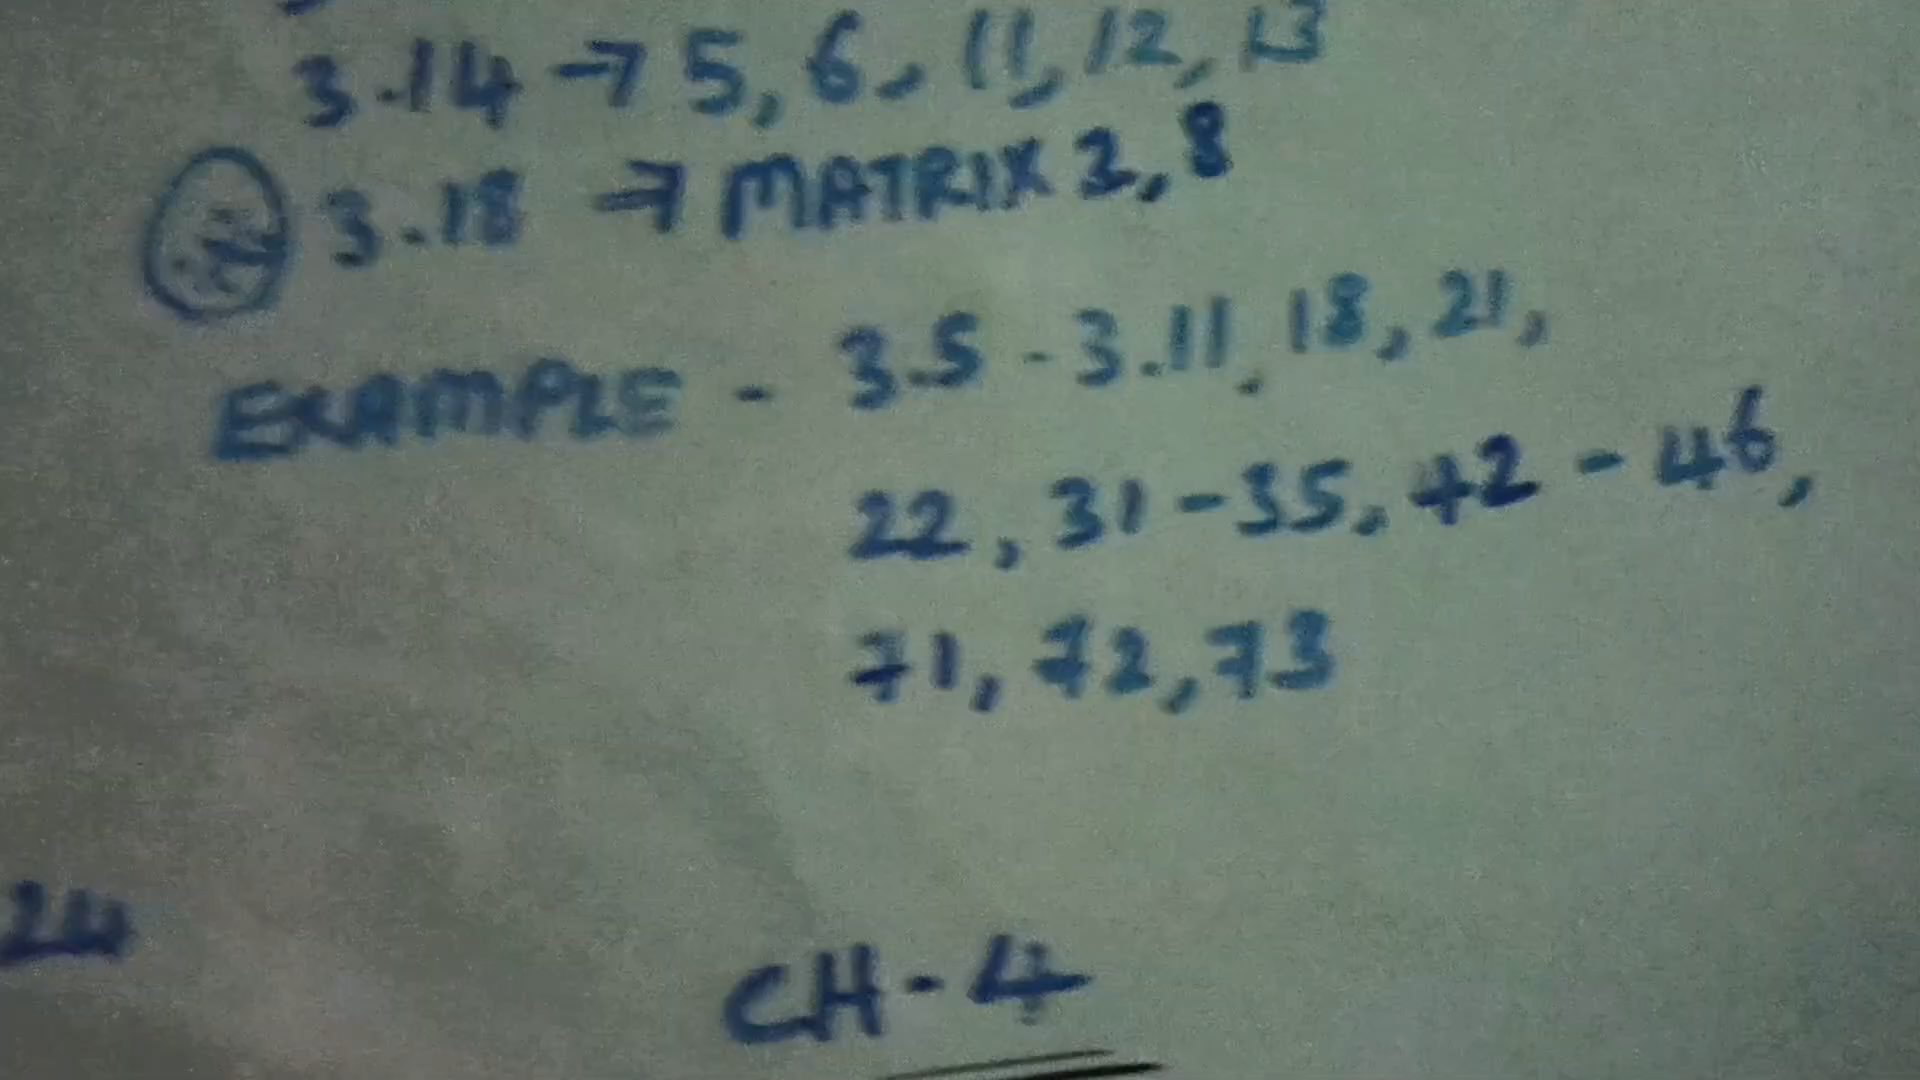 3.14 → 5, 6, 11, 12, 13
3.18 → MATRIX 2, 8
EXAMPLE - 3.5 - 3.11, 18, 21,
22, 31 - 35, 42 - 46,
71, 72, 73
24
CH - 4